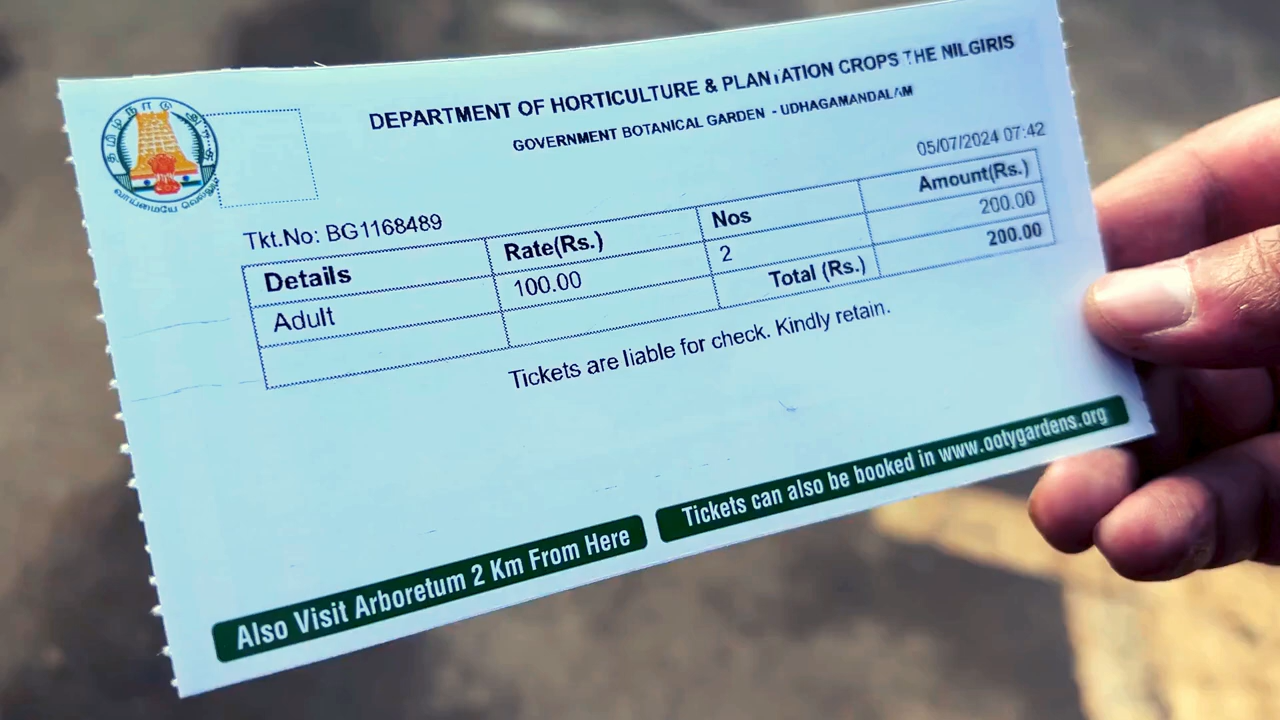 தமிழ்நாடு அரசு
வாய்மையே வெல்லும்
DEPARTMENT OF HORTICULTURE & PLANTATION CROPS THE NILGIRIS
GOVERNMENT BOTANICAL GARDEN - UDHAGAMANDALAM
05/07/2024 07:42
Tkt.No: BG1168489
Details Rate(Rs.) Nos Amount(Rs.)
Adult 100.00 2 200.00
Total (Rs.) 200.00
Tickets are liable for check. Kindly retain.
Also Visit Arboretum 2 Km From Here
Tickets can also be booked in www.ootygardens.org